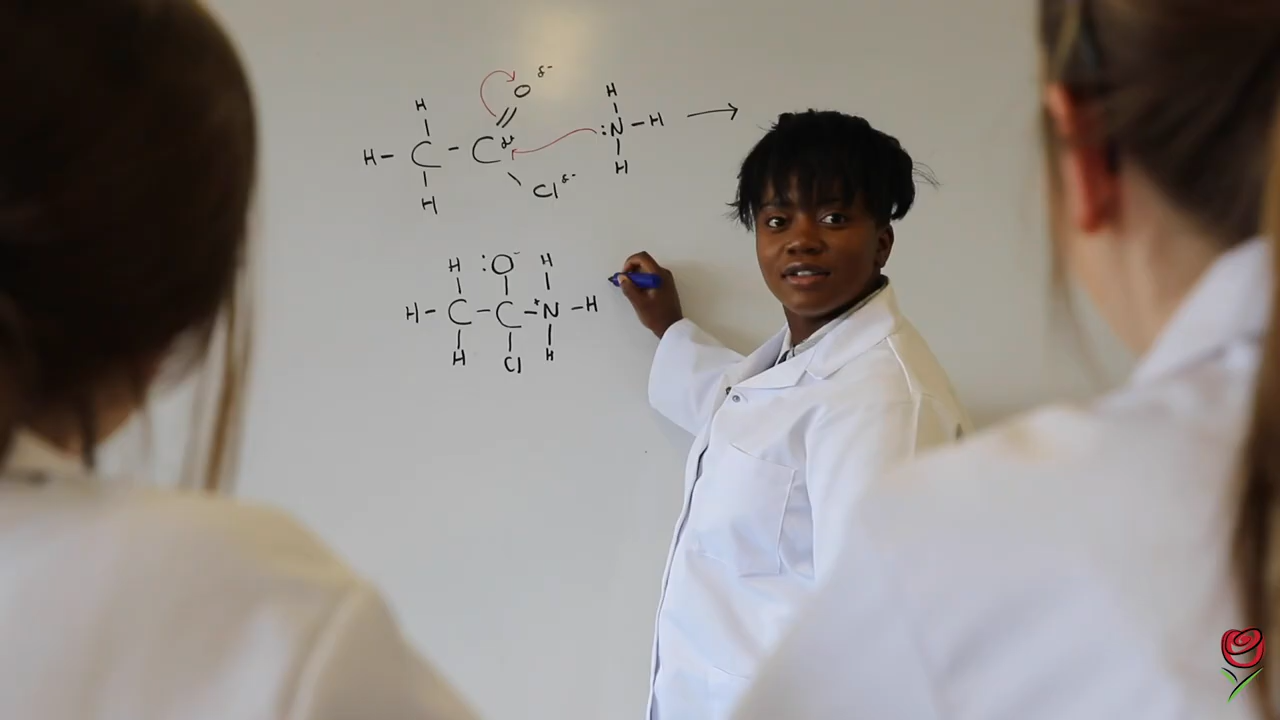 H O δ- H
H - C - C δ+ :N - H →
H Cl δ- H
H :O- H
H - C - C - +N - H
H Cl H